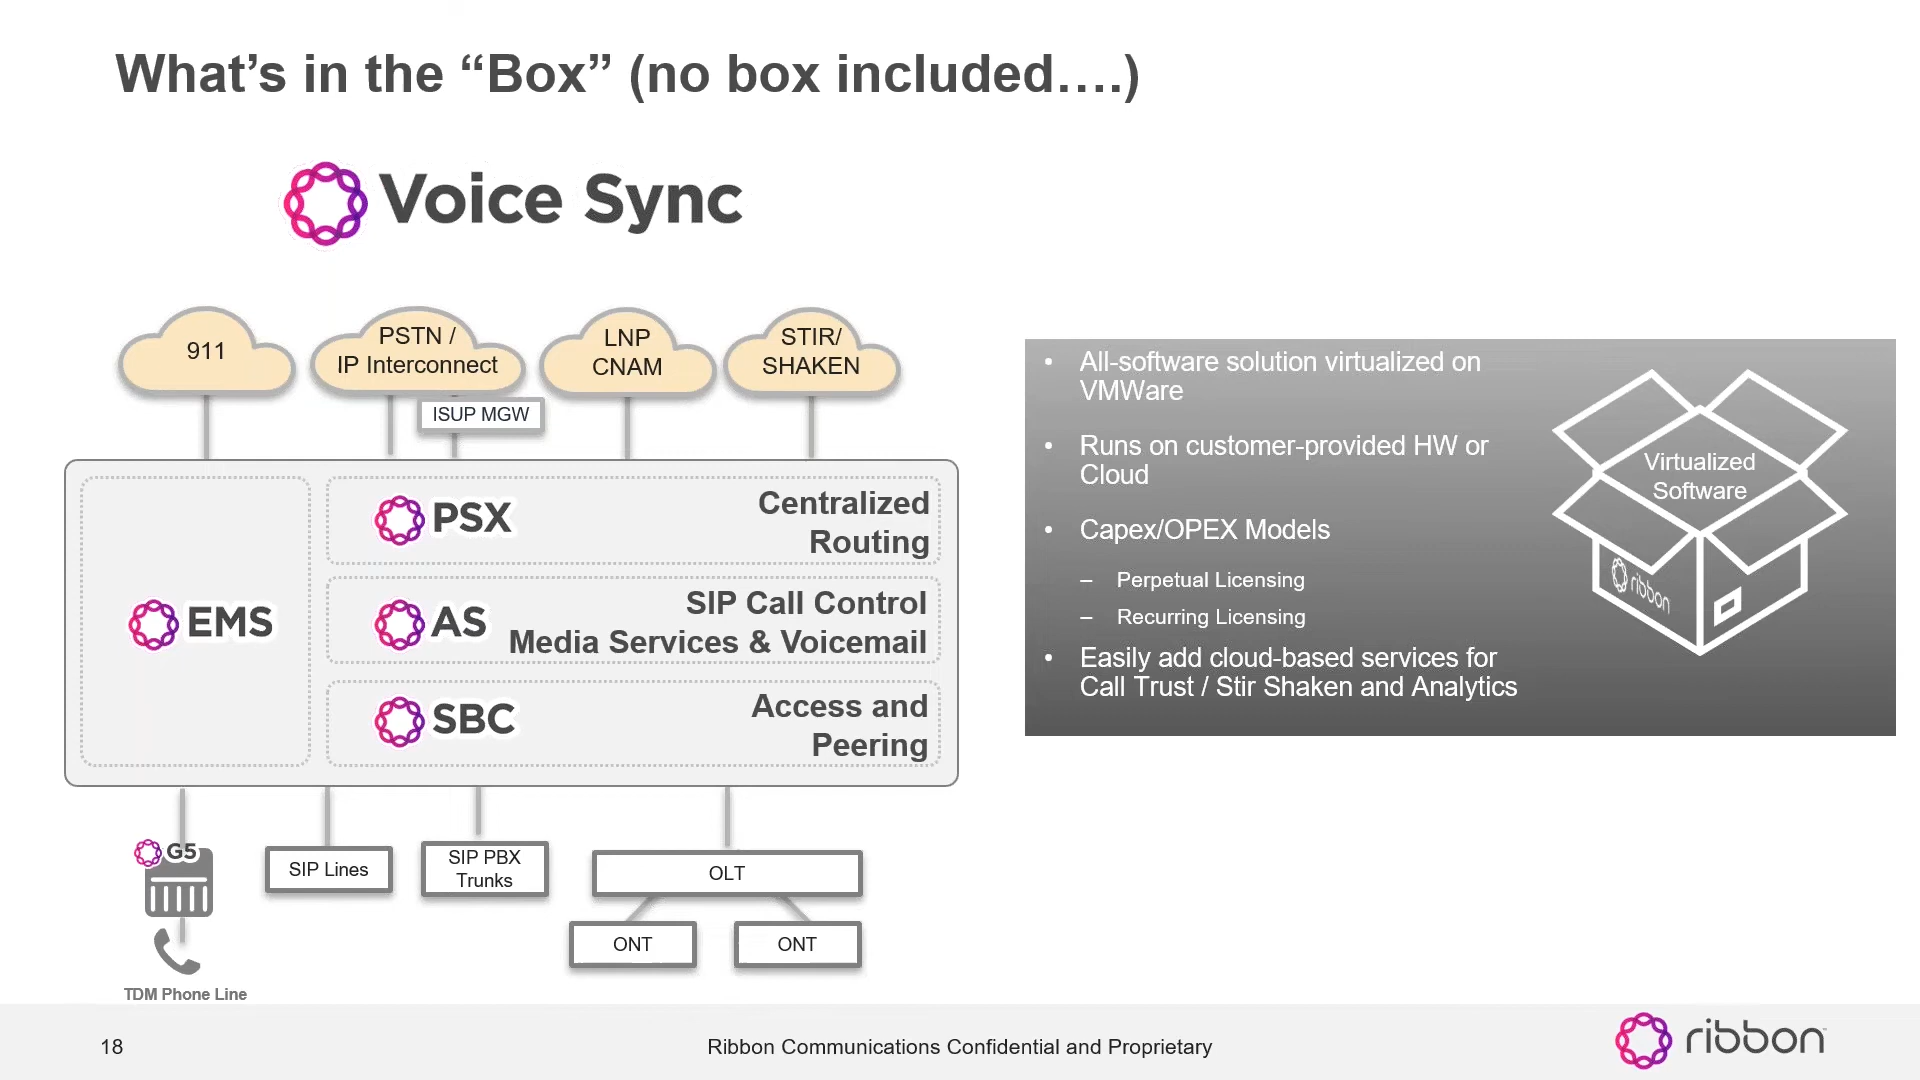 What’s in the “Box” (no box included….)
Voice Sync
911
PSTN /
IP Interconnect
LNP
CNAM
STIR/
SHAKEN
ISUP MGW
EMS
PSX
Centralized
Routing
AS
SIP Call Control
Media Services & Voicemail
SBC
Access and
Peering
G5
TDM Phone Line
SIP Lines
SIP PBX
Trunks
OLT
ONT
ONT
• All-software solution virtualized on
VMWare
• Runs on customer-provided HW or
Cloud
• Capex/OPEX Models
– Perpetual Licensing
– Recurring Licensing
• Easily add cloud-based services for
Call Trust / Stir Shaken and Analytics
Virtualized
Software
ribbon
18
Ribbon Communications Confidential and Proprietary
ribbon